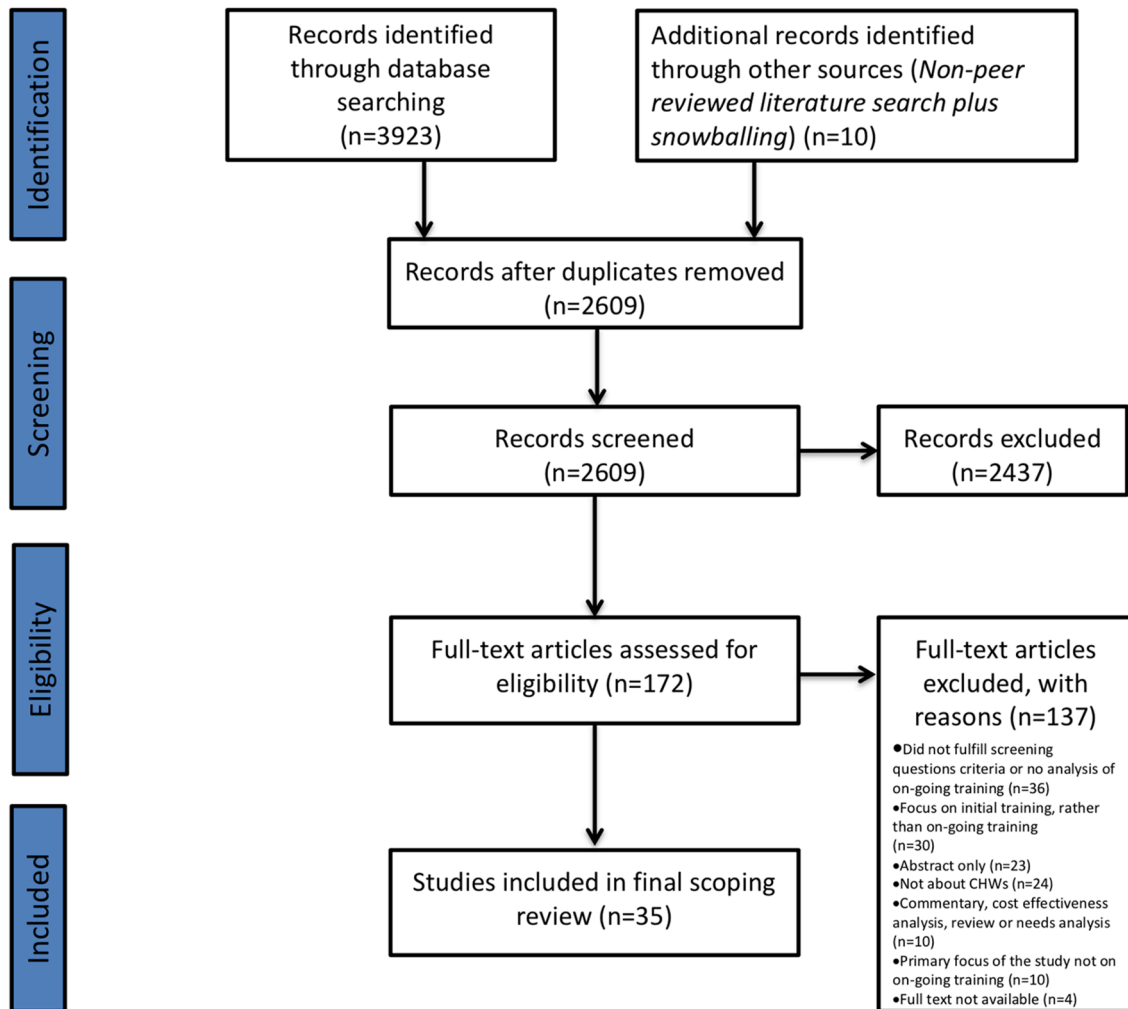 Identification
Records identified
through database
searching
(n=3923)
Additional records identified
through other sources (Non-peer
reviewed literature search plus
snowballing) (n=10)
Records after duplicates removed
(n=2609)
Screening
Records screened
(n=2609)
Records excluded
(n=2437)
Eligibility
Full-text articles assessed for
eligibility (n=172)
Full-text articles
excluded, with
reasons (n=137)
•Did not fulfill screening
questions criteria or no analysis of
on-going training (n=36)
•Focus on initial training, rather
than on-going training
(n=30)
•Abstract only (n=23)
•Not about CHWs (n=24)
•Commentary, cost effectiveness
analysis, review or needs analysis
(n=10)
•Primary focus of the study not on
on-going training (n=10)
•Full text not available (n=4)
Included
Studies included in final scoping
review (n=35)